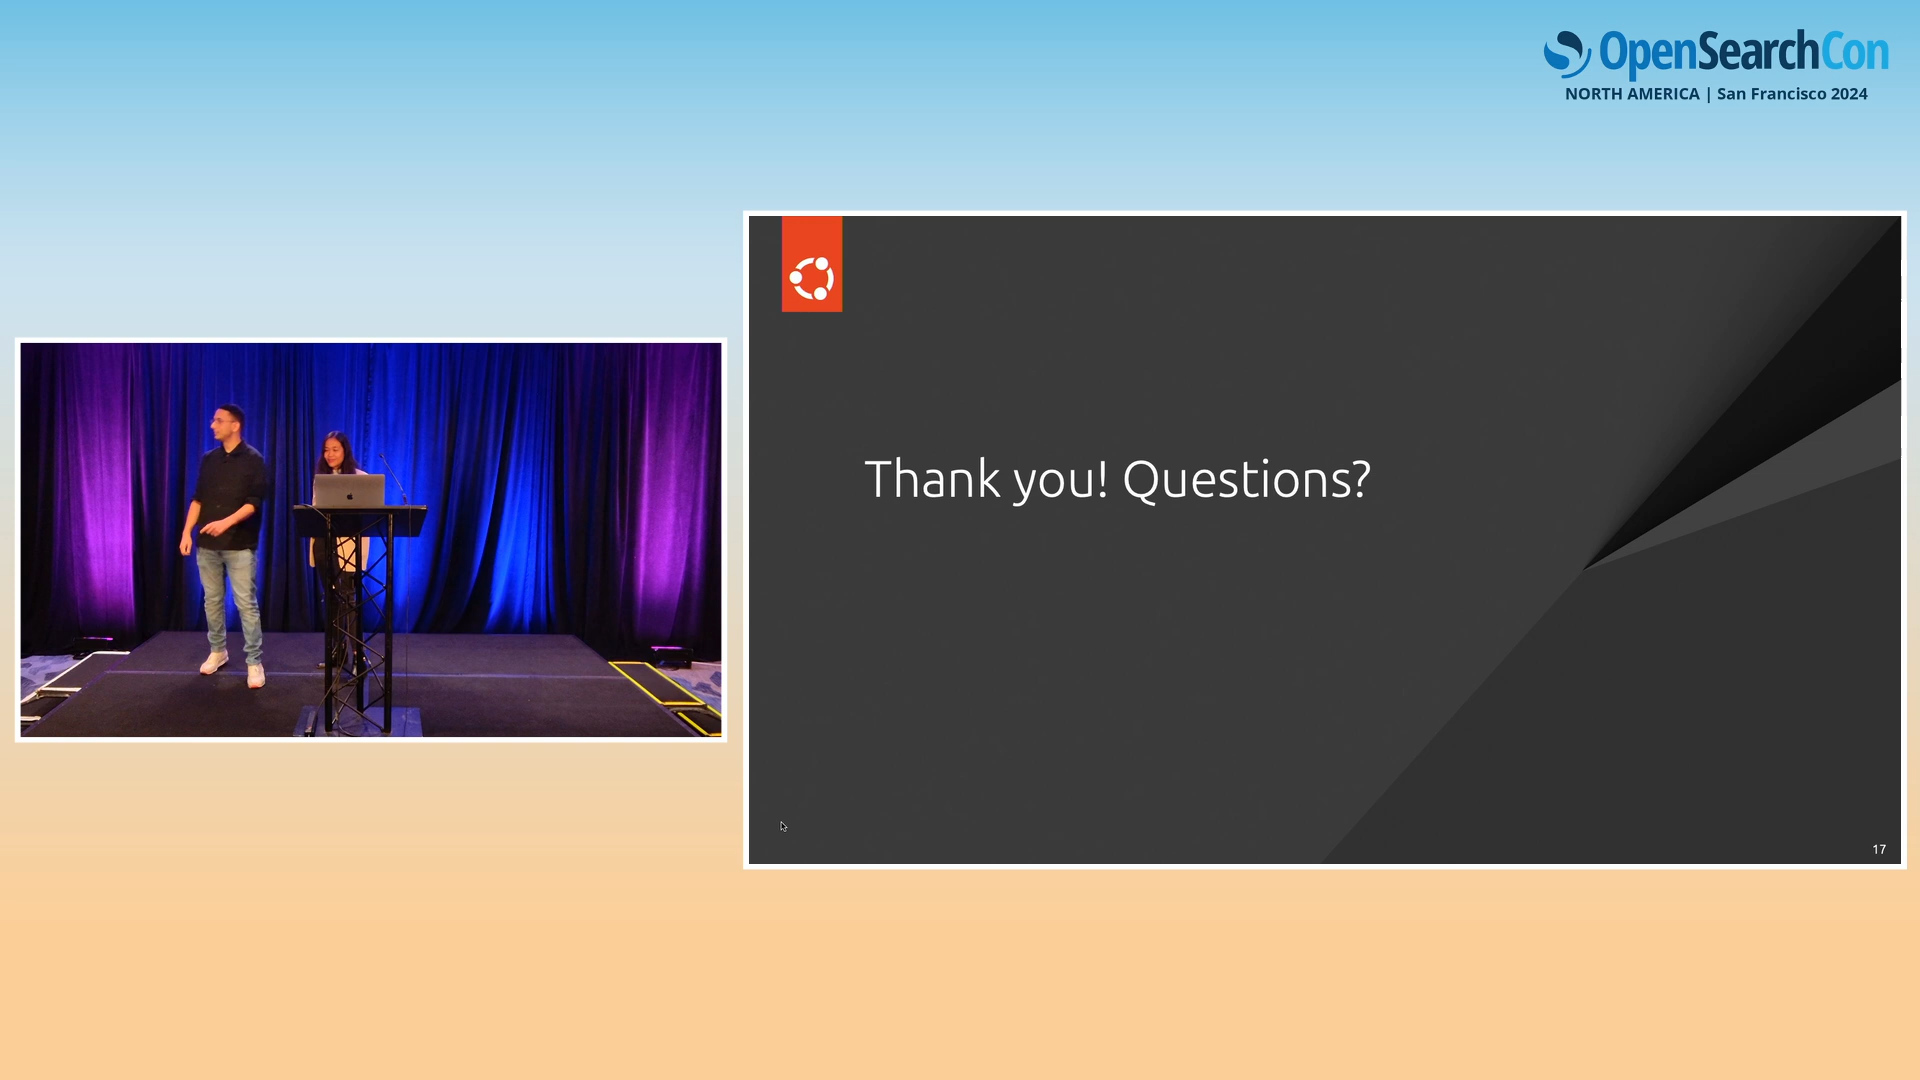 OpenSearchCon
NORTH AMERICA | San Francisco 2024
Thank you! Questions?
17